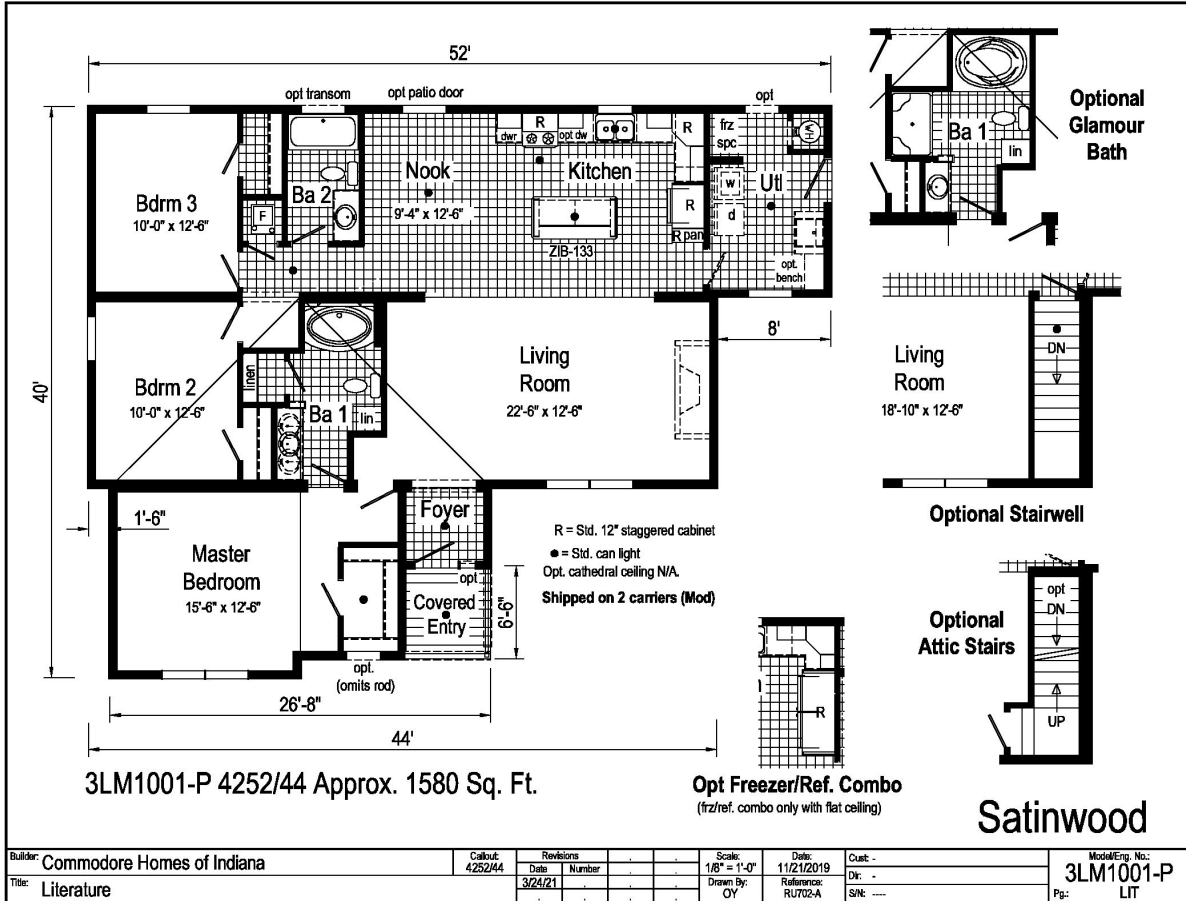 52'
opt transom
opt patio door
opt
R
dwr
opt dw
R
frz
spc
WH
Nook
9'-4" x 12'-6"
Kitchen
Utl
w
d
R
R pan
ZIB-133
opt.
bench
Bdrm 3
10'-0" x 12'-6"
F
Ba 2
40'
8'
Bdrm 2
10'-0" x 12'-6"
linen
Ba 1
lin
Living
Room
22'-6" x 12'-6"
1'-6"
Master
Bedroom
15'-6" x 12'-6"
Foyer
opt
Covered
Entry
6'-6"
opt.
(omits rod)
R = Std. 12" staggered cabinet
● = Std. can light
Opt. cathedral ceiling N/A.
Shipped on 2 carriers (Mod)
26'-8"
44'
Ba 1
lin
Optional
Glamour
Bath
Living
Room
18'-10" x 12'-6"
DN
Optional Stairwell
Optional
Attic Stairs
opt
DN
UP
R
Opt Freezer/Ref. Combo
(frz/ref. combo only with flat ceiling)
3LM1001-P 4252/44 Approx. 1580 Sq. Ft.
Satinwood
Builder: Commodore Homes of Indiana
Title: Literature
Callout:
4252/44
Revisions
Date Number
3/24/21
Scale:
1/8" = 1'-0"
Drawn By:
OY
Date:
11/21/2019
Reference:
RU702-A
Cust: -
Dir: -
S/N: ----
Model/Eng. No.:
3LM1001-P
Pg.: LIT